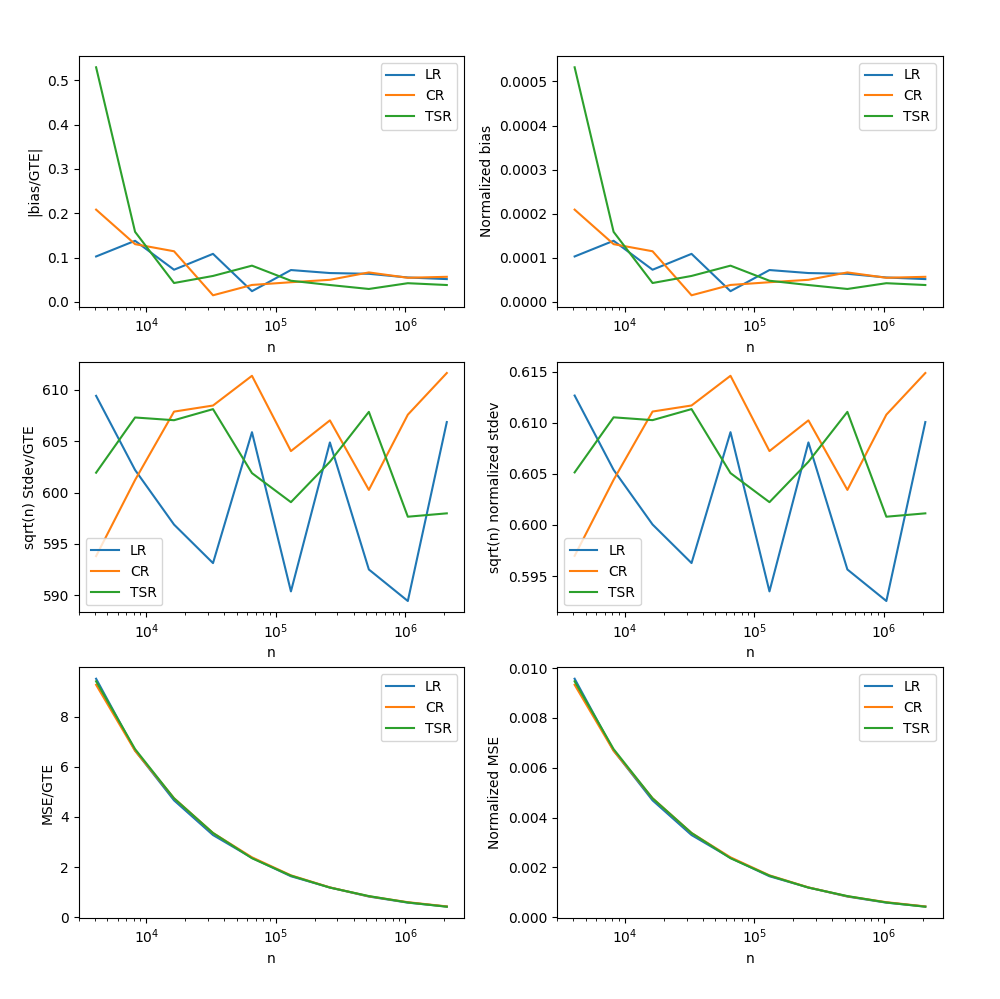 |bias/GTE|
0.5
0.4
0.3
0.2
0.1
0.0
10^4
10^5
10^6
n
LR
CR
TSR
Normalized bias
0.0005
0.0004
0.0003
0.0002
0.0001
0.0000
10^4
10^5
10^6
n
LR
CR
TSR
sqrt(n) Stdev/GTE
610
605
600
595
590
10^4
10^5
10^6
n
LR
CR
TSR
sqrt(n) normalized stdev
0.615
0.610
0.605
0.600
0.595
10^4
10^5
10^6
n
LR
CR
TSR
MSE/GTE
8
6
4
2
0
10^4
10^5
10^6
n
LR
CR
TSR
Normalized MSE
0.010
0.008
0.006
0.004
0.002
0.000
10^4
10^5
10^6
n
LR
CR
TSR